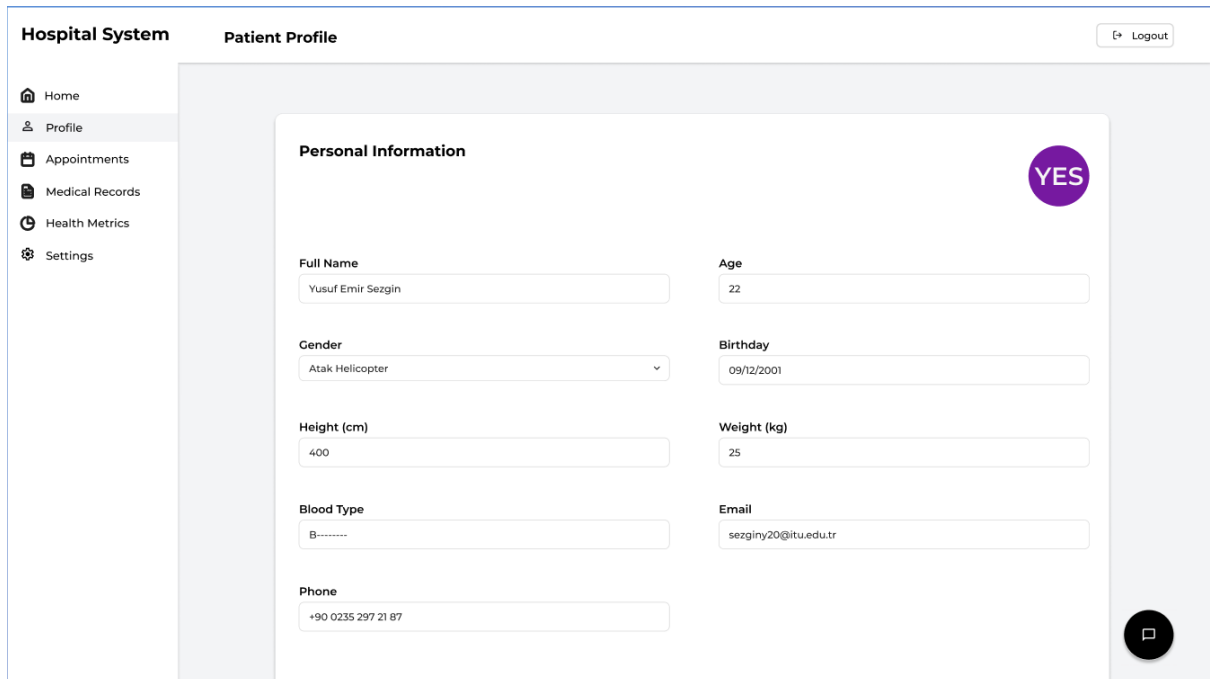 Hospital System
Patient Profile
Logout
Home
Profile
Appointments
Medical Records
Health Metrics
Settings
Personal Information
YES
Full Name
Yusuf Emir Sezgin
Age
22
Gender
Atak Helicopter
Birthday
09/12/2001
Height (cm)
400
Weight (kg)
25
Blood Type
B--------
Email
sezginy20@itu.edu.tr
Phone
+90 0235 297 21 87